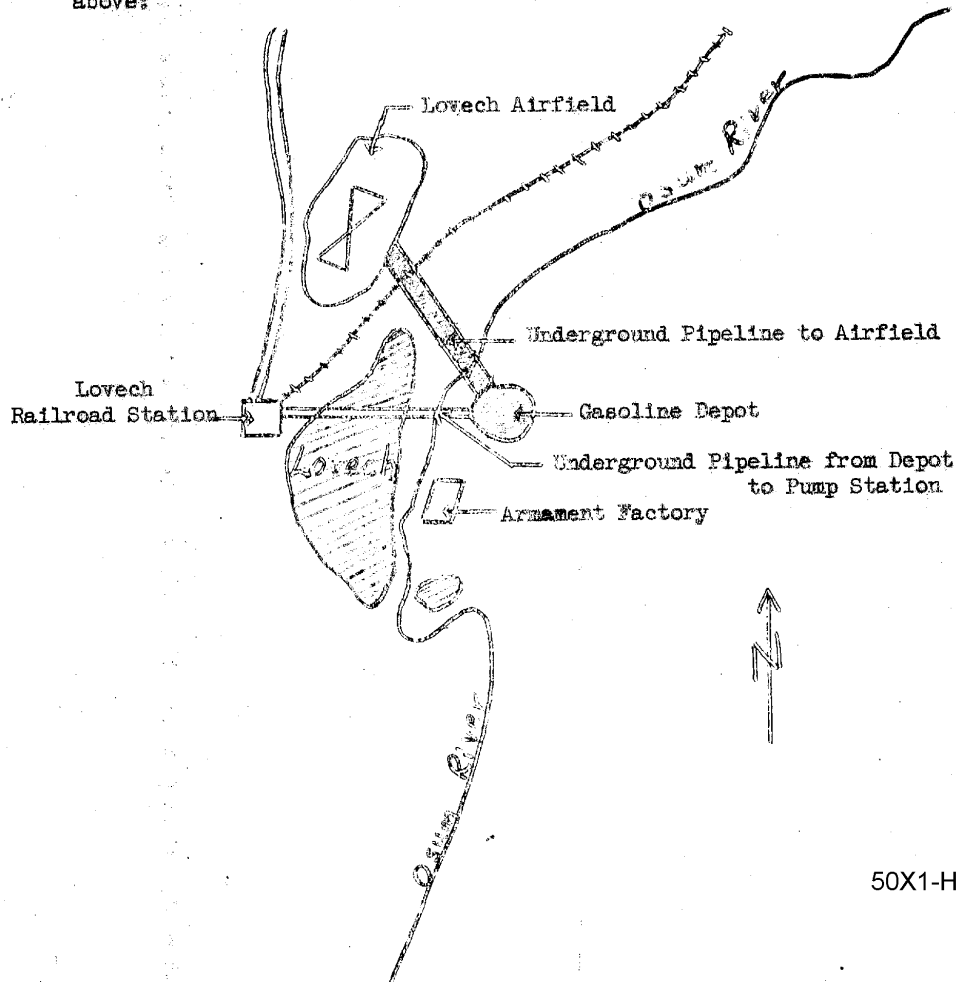 above:
Lovech Airfield
Osum River
Underground Pipeline to Airfield
Lovech
Railroad Station
Gasoline Depot
Lovech
Underground Pipeline from Depot
to Pump Station
Armament Factory
N
Osum River
50X1-H